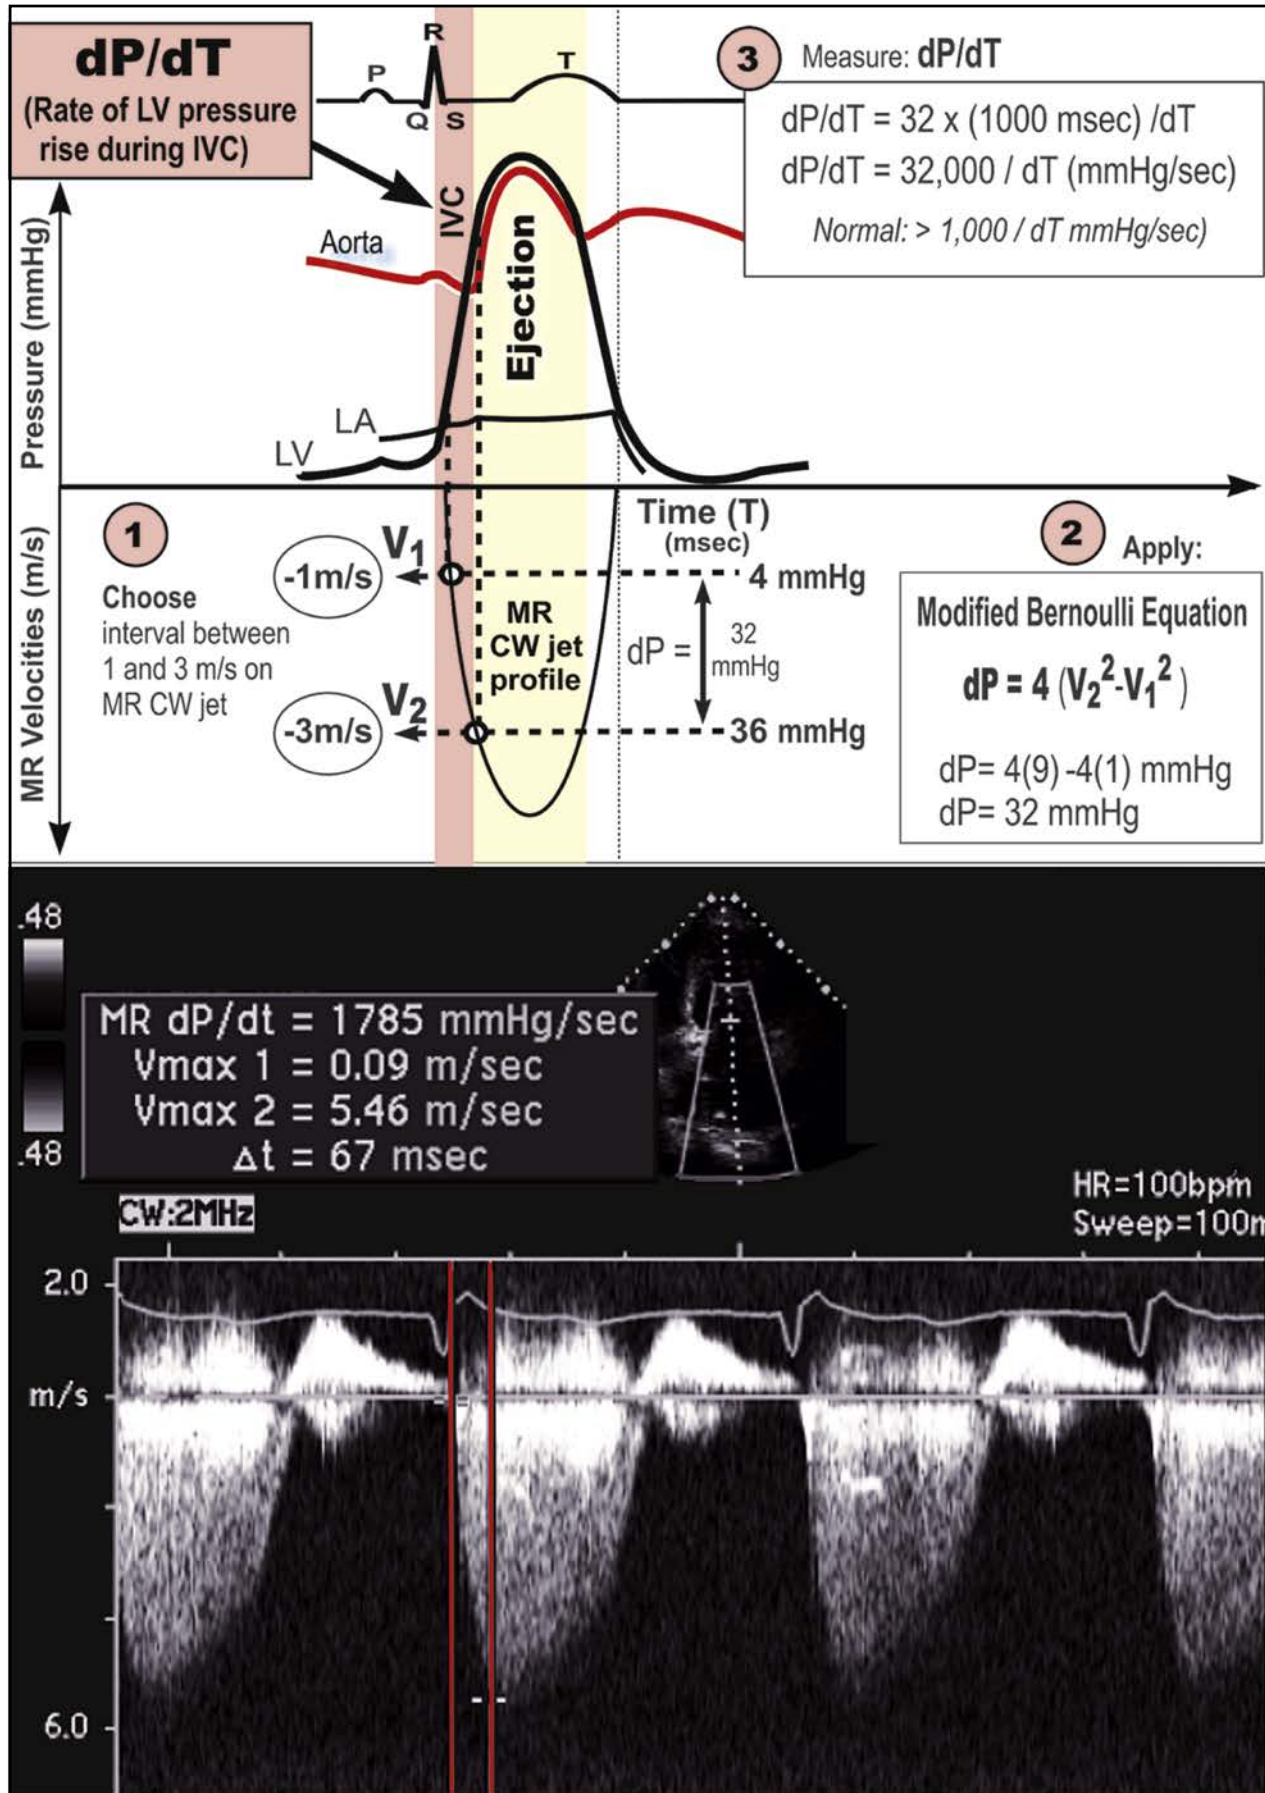 dP/dT
(Rate of LV pressure
rise during IVC)
P
R
Q
S
T
3
Measure: dP/dT
dP/dT = 32 x (1000 msec) /dT
dP/dT = 32,000 / dT (mmHg/sec)
Normal: > 1,000 / dT mmHg/sec)
Pressure (mmHg)
Aorta
IVC
Ejection
LA
LV
MR Velocities (m/s)
1
Choose
interval between
1 and 3 m/s on
MR CW jet
V1
-1m/s
V2
-3m/s
MR
CW jet
profile
Time (T)
(msec)
4 mmHg
dP = 32 mmHg
36 mmHg
2
Apply:
Modified Bernoulli Equation
dP = 4 (V2²-V1² )
dP= 4(9) -4(1) mmHg
dP= 32 mmHg
.48
.48
MR dP/dt = 1785 mmHg/sec
Vmax 1 = 0.09 m/sec
Vmax 2 = 5.46 m/sec
Δt = 67 msec
CW:2MHz
HR=100bpm
Sweep=100m
2.0
m/s
6.0